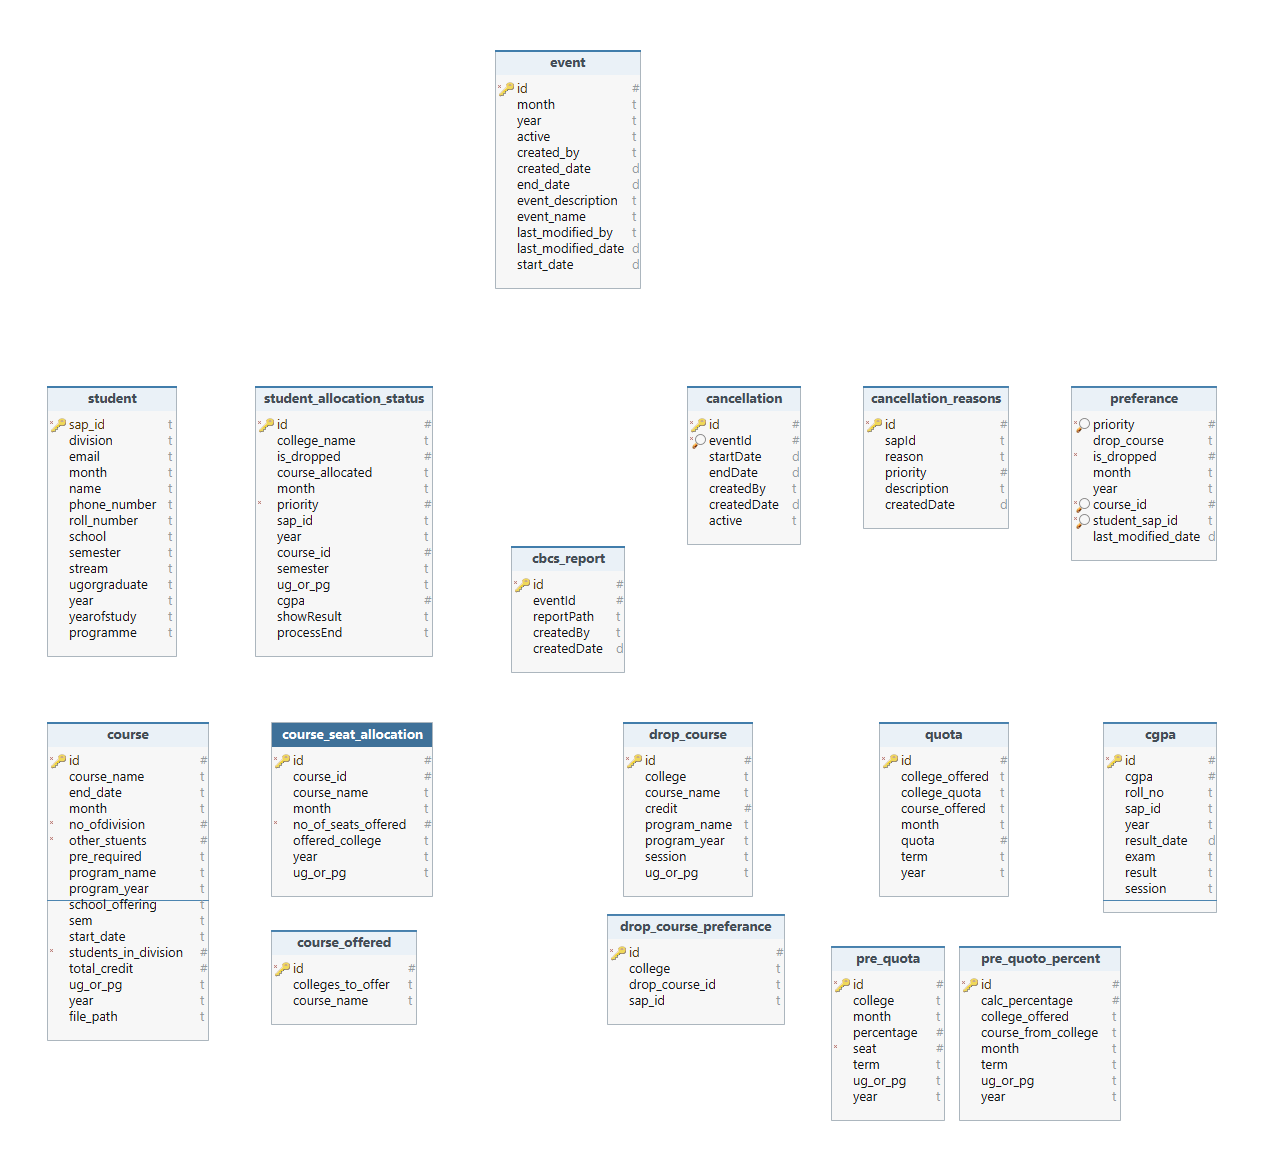 event
id #
month t
year t
active t
created_by t
created_date d
end_date d
event_description t
event_name t
last_modified_by t
last_modified_date d
start_date d
student
sap_id t
division t
email t
month t
name t
phone_number t
roll_number t
school t
semester t
stream t
ugorgraduate t
year t
yearofstudy t
programme t
student_allocation_status
id #
college_name t
is_dropped #
course_allocated t
month t
* priority #
sap_id t
year t
course_id #
semester t
ug_or_pg t
cgpa #
showResult t
processEnd t
cbcs_report
id #
eventId #
reportPath t
createdBy t
createdDate d
cancellation
id #
eventId #
startDate d
endDate d
createdBy t
createdDate d
active t
cancellation_reasons
id #
sapId t
reason t
priority #
description t
createdDate d
preferance
priority #
drop_course t
* is_dropped #
month t
year t
course_id #
student_sap_id t
last_modified_date d
course
id #
course_name t
end_date t
month t
* no_ofdivision #
* other_stuents #
pre_required t
program_name t
program_year t
school_offering t
sem t
start_date t
* students_in_division #
total_credit #
ug_or_pg t
year t
file_path t
course_seat_allocation
id #
course_id #
course_name t
month t
* no_of_seats_offered #
offered_college t
year t
ug_or_pg t
course_offered
id #
colleges_to_offer t
course_name t
drop_course
id #
college t
course_name t
credit #
program_name t
program_year t
session t
ug_or_pg t
drop_course_preferance
id #
college t
drop_course_id t
sap_id t
quota
id #
college_offered t
college_quota t
course_offered t
month t
quota #
term t
year t
cgpa
id #
cgpa #
roll_no t
sap_id t
year t
result_date d
exam t
result t
session t
pre_quota
id #
college t
month t
percentage #
* seat #
term t
ug_or_pg t
year t
pre_quoto_percent
id #
calc_percentage #
college_offered t
course_from_college t
month t
term t
ug_or_pg t
year t